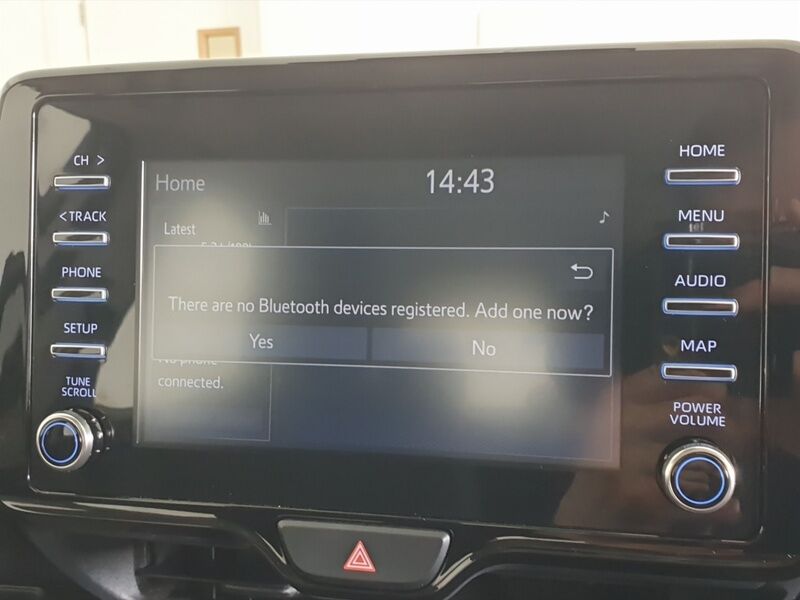 CH >
< TRACK
PHONE
SETUP
TUNE
SCROLL
Home
14:43
Latest
There are no Bluetooth devices registered. Add one now?
Yes
No
connected.
HOME
MENU
AUDIO
MAP
POWER
VOLUME